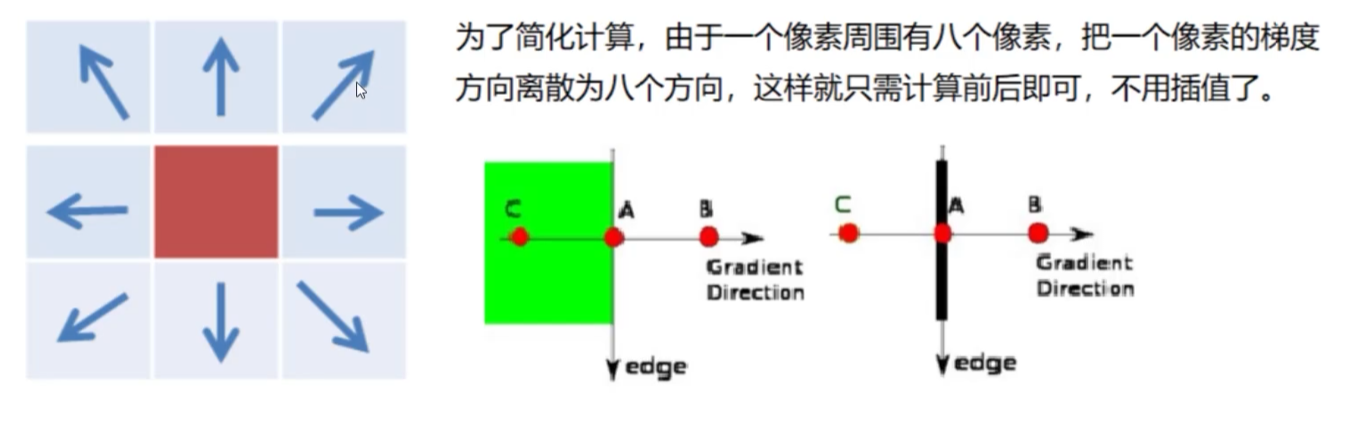 为了简化计算，由于一个像素周围有八个像素，把一个像素的梯度
方向离散为八个方向，这样就只需计算前后即可，不用插值了。
C
A
B
Gradient
Direction
edge
C
A
B
Gradient
Direction
edge